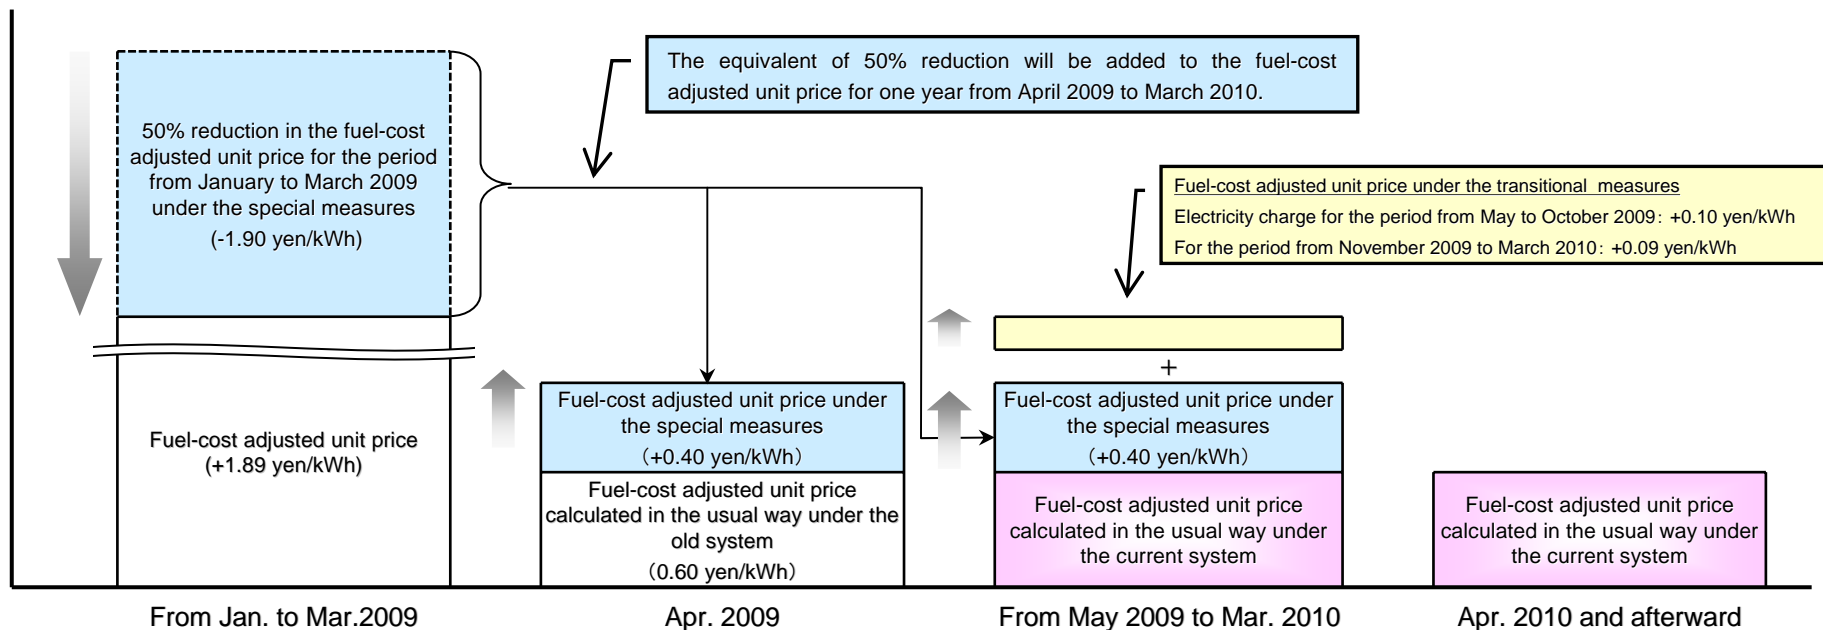 The equivalent of 50% reduction will be added to the fuel-cost
adjusted unit price for one year from April 2009 to March 2010.
50% reduction in the fuel-cost
adjusted unit price for the period
from January to March 2009
under the special measures
(-1.90 yen/kWh)
Fuel-cost adjusted unit price under the transitional measures
Electricity charge for the period from May to October 2009: +0.10 yen/kWh
For the period from November 2009 to March 2010: +0.09 yen/kWh
Fuel-cost adjusted unit price
(+1.89 yen/kWh)
Fuel-cost adjusted unit price under
the special measures
(+0.40 yen/kWh)
Fuel-cost adjusted unit price
calculated in the usual way under the
old system
(0.60 yen/kWh)
+
Fuel-cost adjusted unit price under
the special measures
(+0.40 yen/kWh)
Fuel-cost adjusted unit price
calculated in the usual way under
the current system
Fuel-cost adjusted unit price
calculated in the usual way under
the current system
From Jan. to Mar.2009
Apr. 2009
From May 2009 to Mar. 2010
Apr. 2010 and afterward